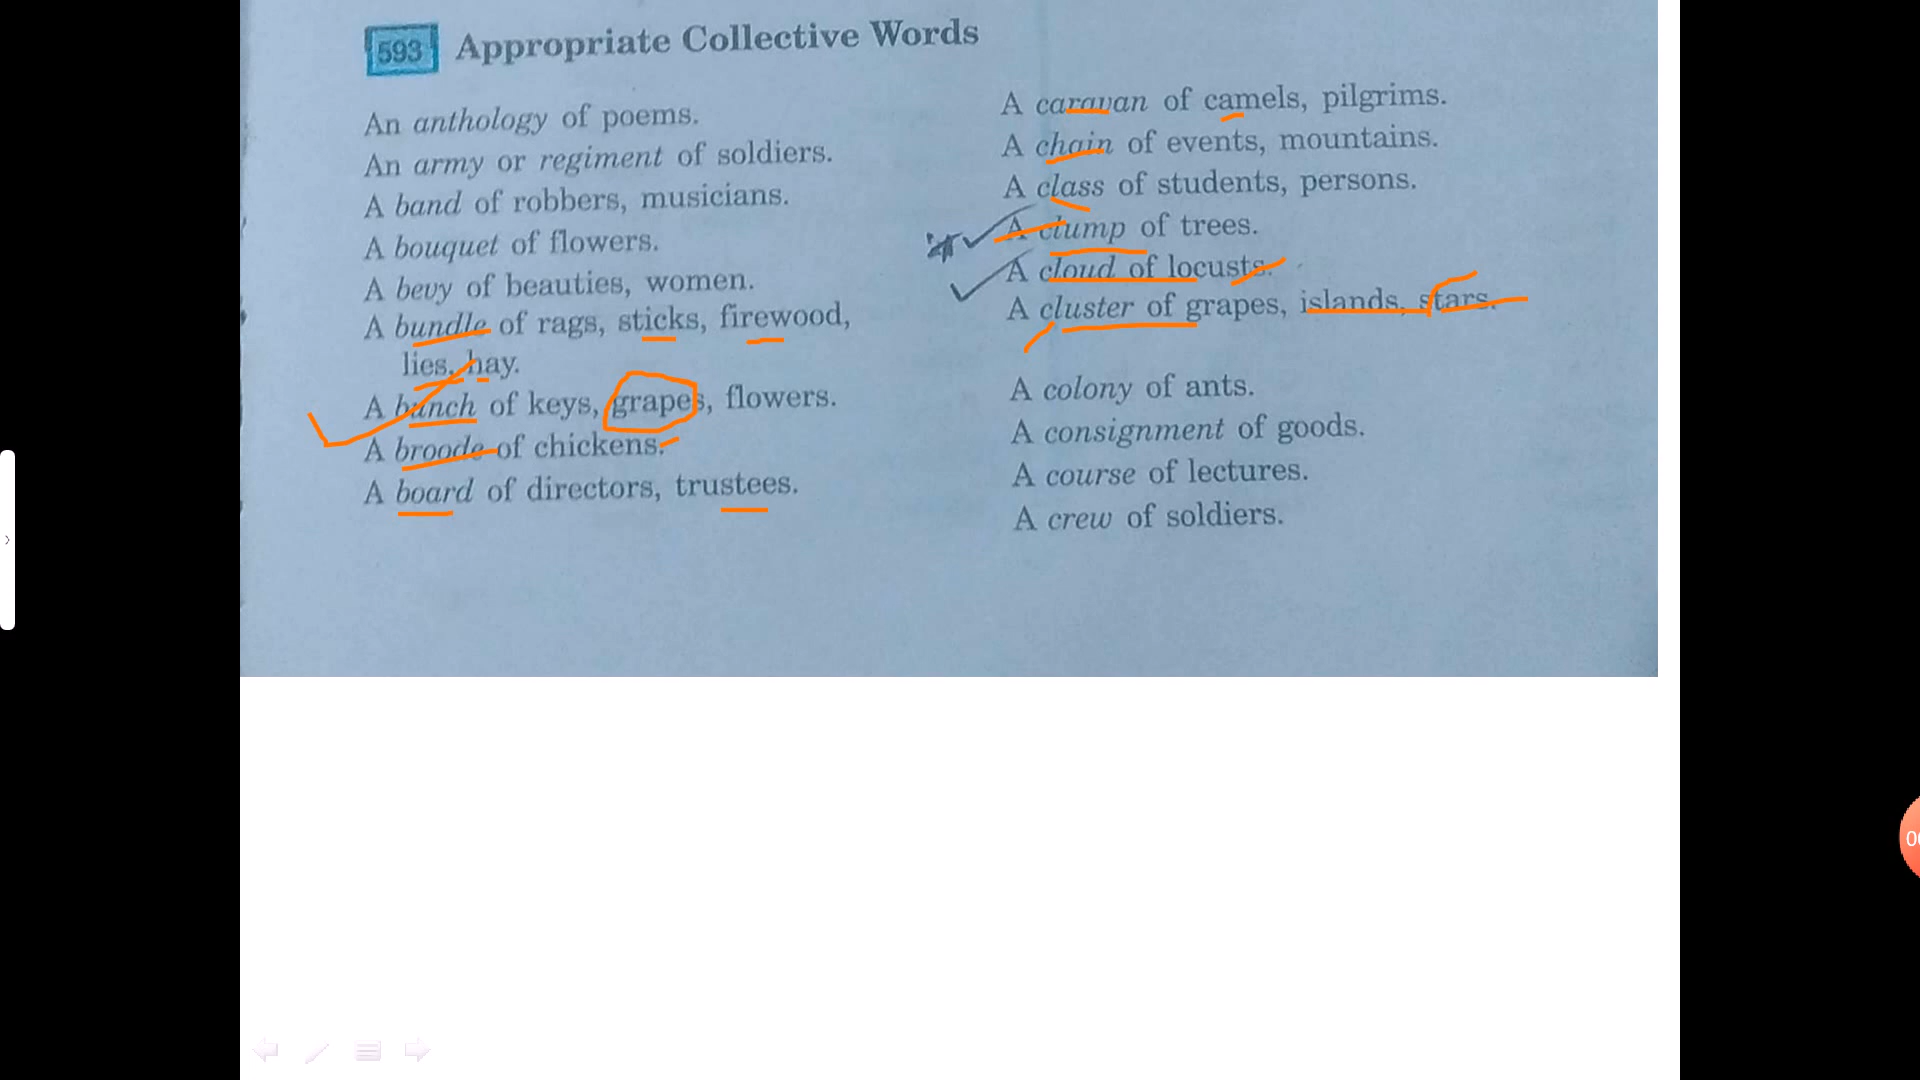 593 Appropriate Collective Words
An anthology of poems.
An army or regiment of soldiers.
A band of robbers, musicians.
A bouquet of flowers.
A bevy of beauties, women.
A bundle of rags, sticks, firewood,
lies, hay.
A bunch of keys, grapes, flowers.
A broode of chickens.
A board of directors, trustees.
A caravan of camels, pilgrims.
A chain of events, mountains.
A class of students, persons.
A clump of trees.
A cloud of locusts.
A cluster of grapes, islands, stars.
A colony of ants.
A consignment of goods.
A course of lectures.
A crew of soldiers.